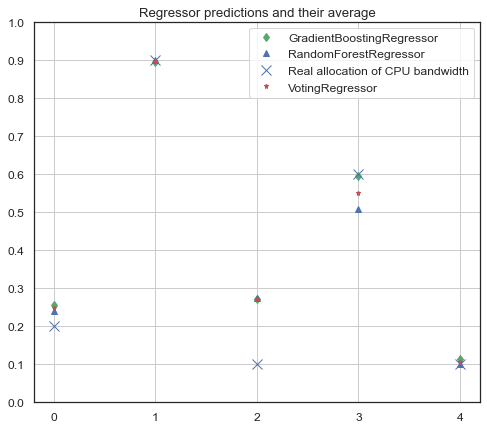 Regressor predictions and their average
1.0
0.9
0.8
0.7
0.6
0.5
0.4
0.3
0.2
0.1
0.0
GradientBoostingRegressor
RandomForestRegressor
Real allocation of CPU bandwidth
VotingRegressor
0 1 2 3 4